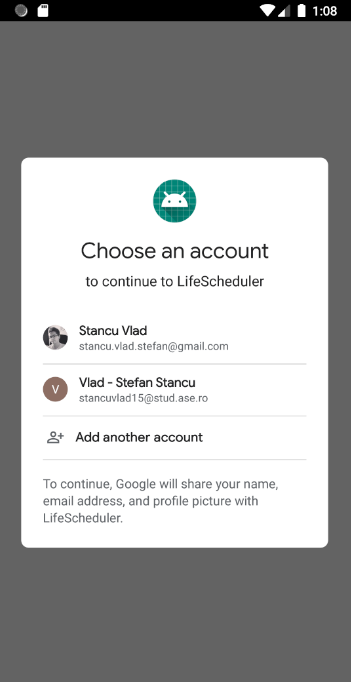 1:08
Choose an account
to continue to LifeScheduler
Stancu Vlad
stancu.vlad.stefan@gmail.com
V
Vlad - Stefan Stancu
stancuvlad15@stud.ase.ro
Add another account
To continue, Google will share your name,
email address, and profile picture with
LifeScheduler.